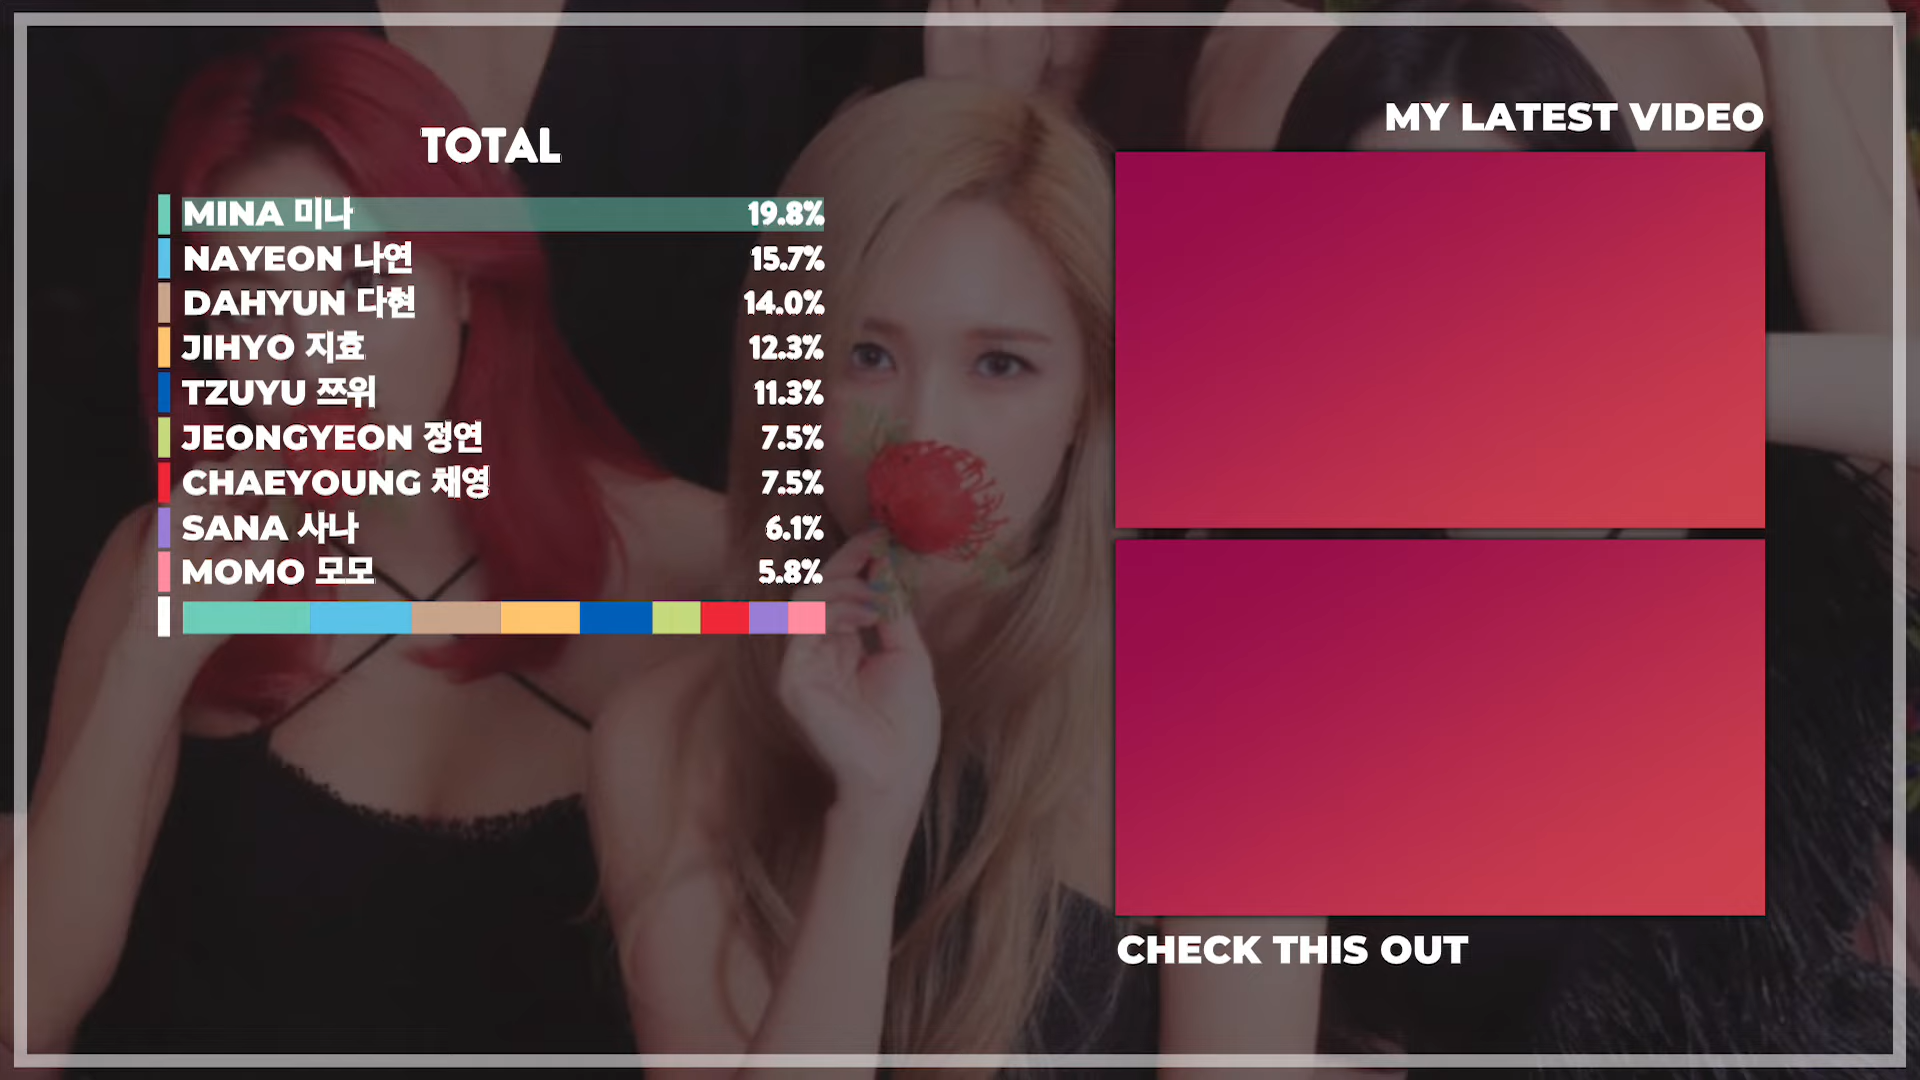 TOTAL
MINA 미나 19.8%
NAYEON 나연 15.7%
DAHYUN 다현 14.0%
JIHYO 지효 12.3%
TZUYU 쯔위 11.3%
JEONGYEON 정연 7.5%
CHAEYOUNG 채영 7.5%
SANA 사나 6.1%
MOMO 모모 5.8%
MY LATEST VIDEO
CHECK THIS OUT